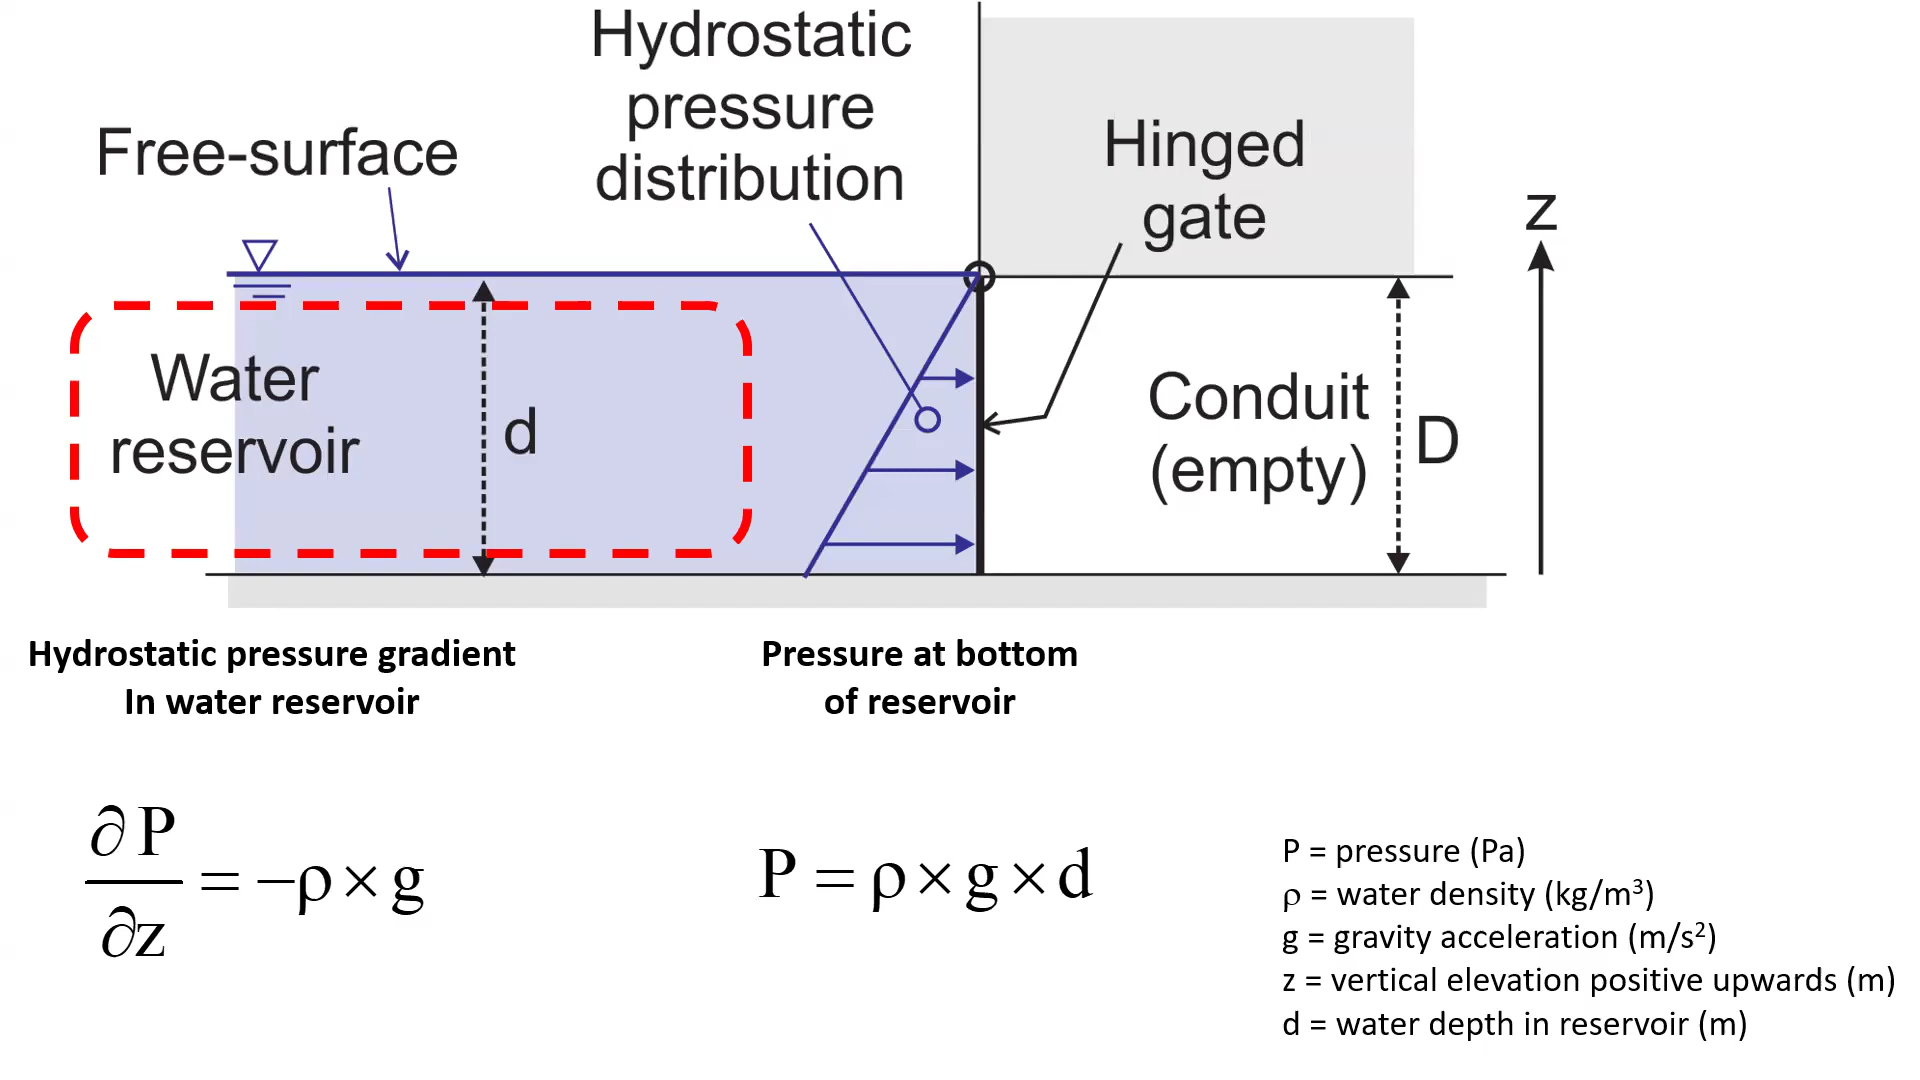 Hydrostatic
pressure
distribution
Free-surface
Hinged
gate
z
Water
reservoir
d
Conduit
(empty)
D
Hydrostatic pressure gradient
In water reservoir
Pressure at bottom
of reservoir
∂P/∂z = −ρ × g
P = ρ × g × d
P = pressure (Pa)
ρ = water density (kg/m³)
g = gravity acceleration (m/s²)
z = vertical elevation positive upwards (m)
d = water depth in reservoir (m)